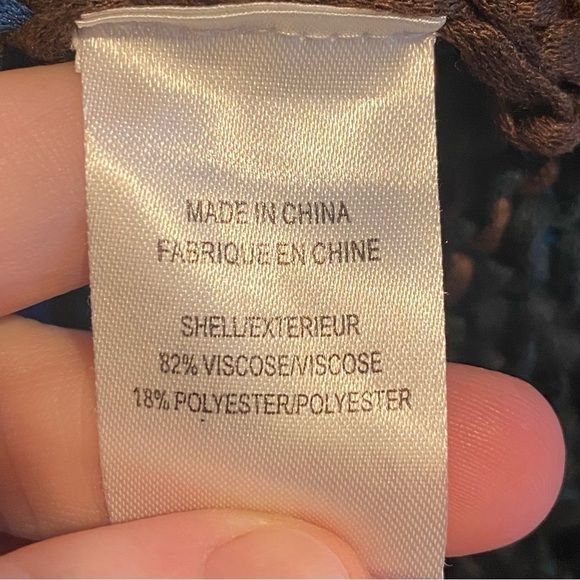 MADE IN CHINA
FABRIQUE EN CHINE
SHELL/EXTERIEUR
82% VISCOSE/VISCOSE
18% POLYESTER/POLYESTER